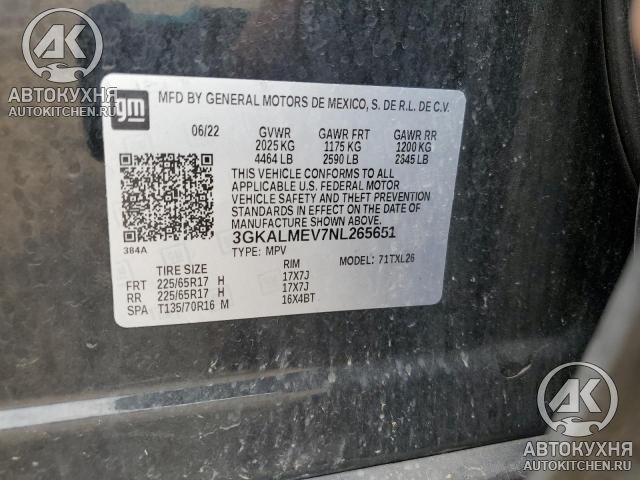 AK
АВТОКУХНЯ
AUTOKITCHEN.RU
gm
MFD BY GENERAL MOTORS DE MEXICO, S. DE R.L. DE C.V.
06/22 GVWR GAWR FRT GAWR RR
2025 KG 1175 KG 1200 KG
4464 LB 2590 LB 2645 LB
THIS VEHICLE CONFORMS TO ALL
APPLICABLE U.S. FEDERAL MOTOR
VEHICLE SAFETY AND THEFT PREVENTION
STANDARDS IN EFFECT ON THE DATE OF
MANUFACTURE SHOWN ABOVE.
384A
3GKALMEV7NL265651
TYPE: MPV MODEL: 71TXL26
TIRE SIZE RIM
FRT 225/65R17 H 17X7J
RR 225/65R17 H 17X7J
SPA T135/70R16 M 16X4BT
AK
АВТОКУХНЯ
AUTOKITCHEN.RU